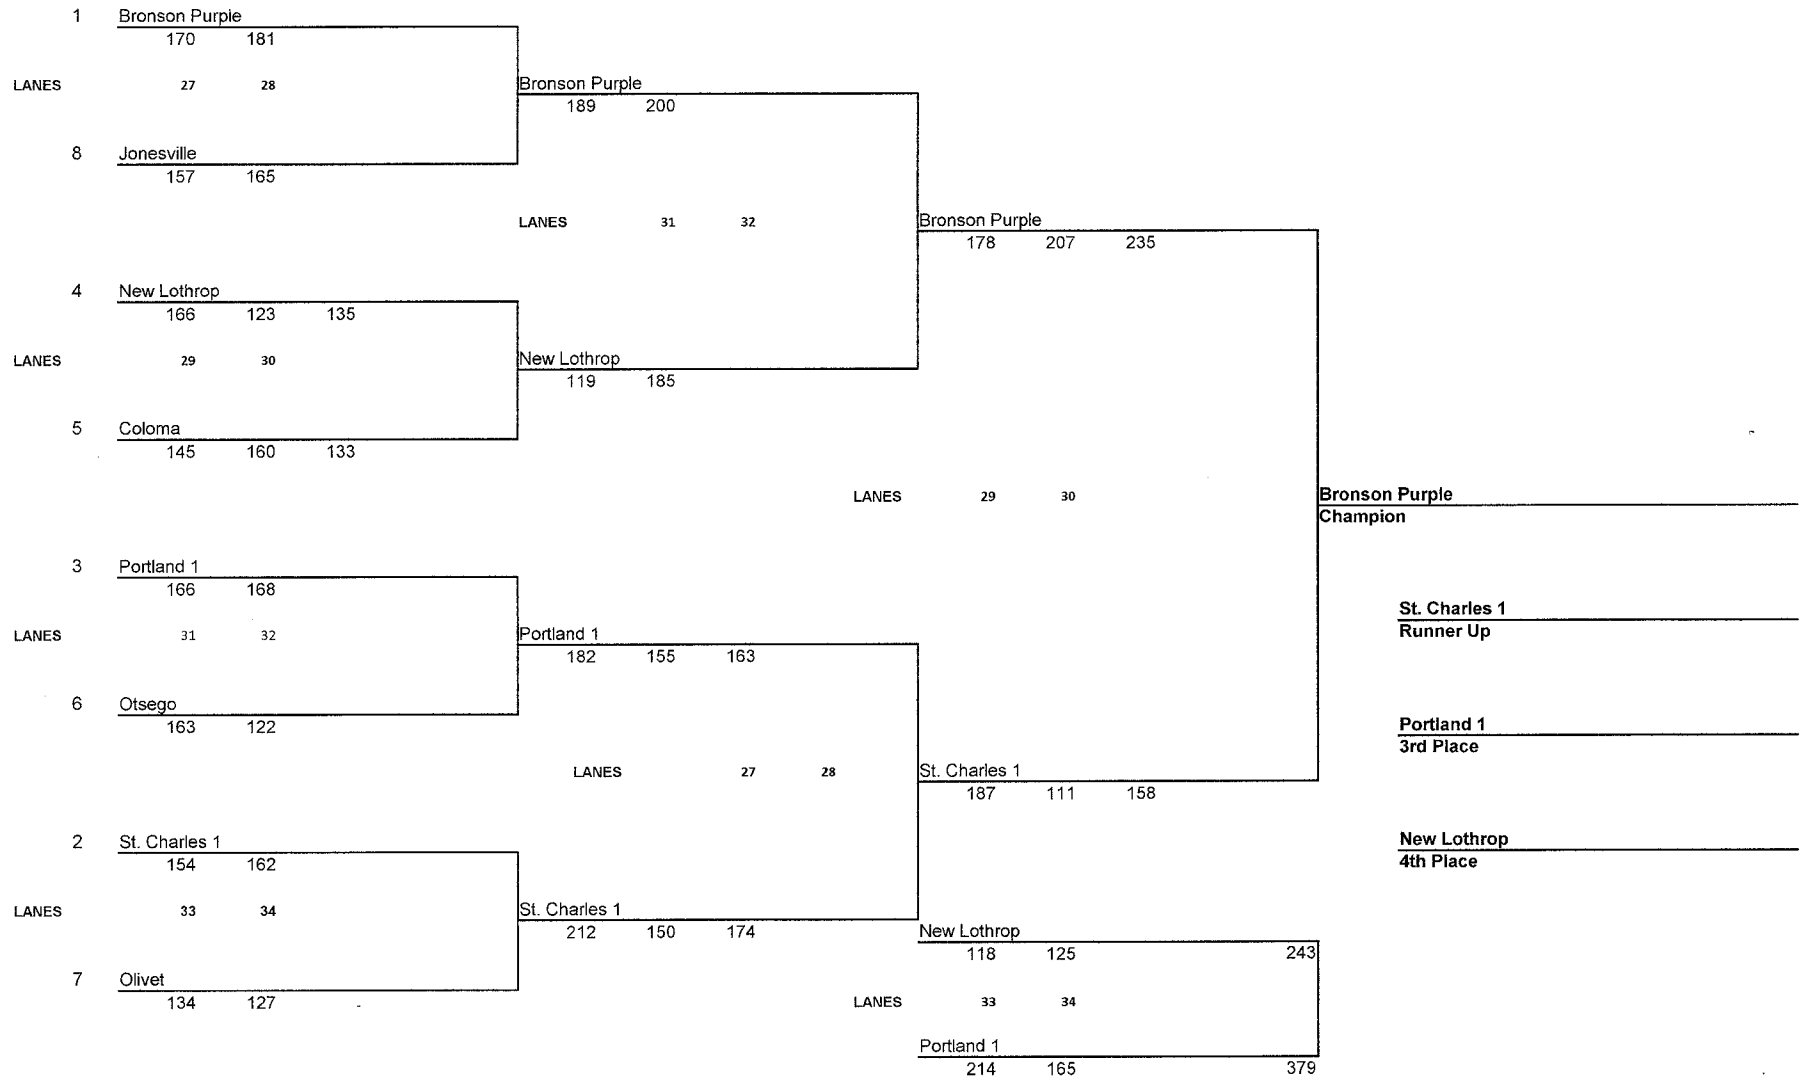 1 Bronson Purple
170 181
LANES 27 28
8 Jonesville
157 165
4 New Lothrop
166 123 135
LANES 29 30
5 Coloma
145 160 133
3 Portland 1
166 168
LANES 31 32
6 Otsego
163 122
2 St. Charles 1
154 162
LANES 33 34
7 Olivet
134 127
Bronson Purple
189 200
LANES 31 32
New Lothrop
119 185
Portland 1
182 155 163
LANES 27 28
St. Charles 1
212 150 174
Bronson Purple
178 207 235
LANES 29 30
St. Charles 1
187 111 158
New Lothrop
118 125 243
LANES 33 34
Portland 1
214 165 379
Bronson Purple
Champion
St. Charles 1
Runner Up
Portland 1
3rd Place
New Lothrop
4th Place